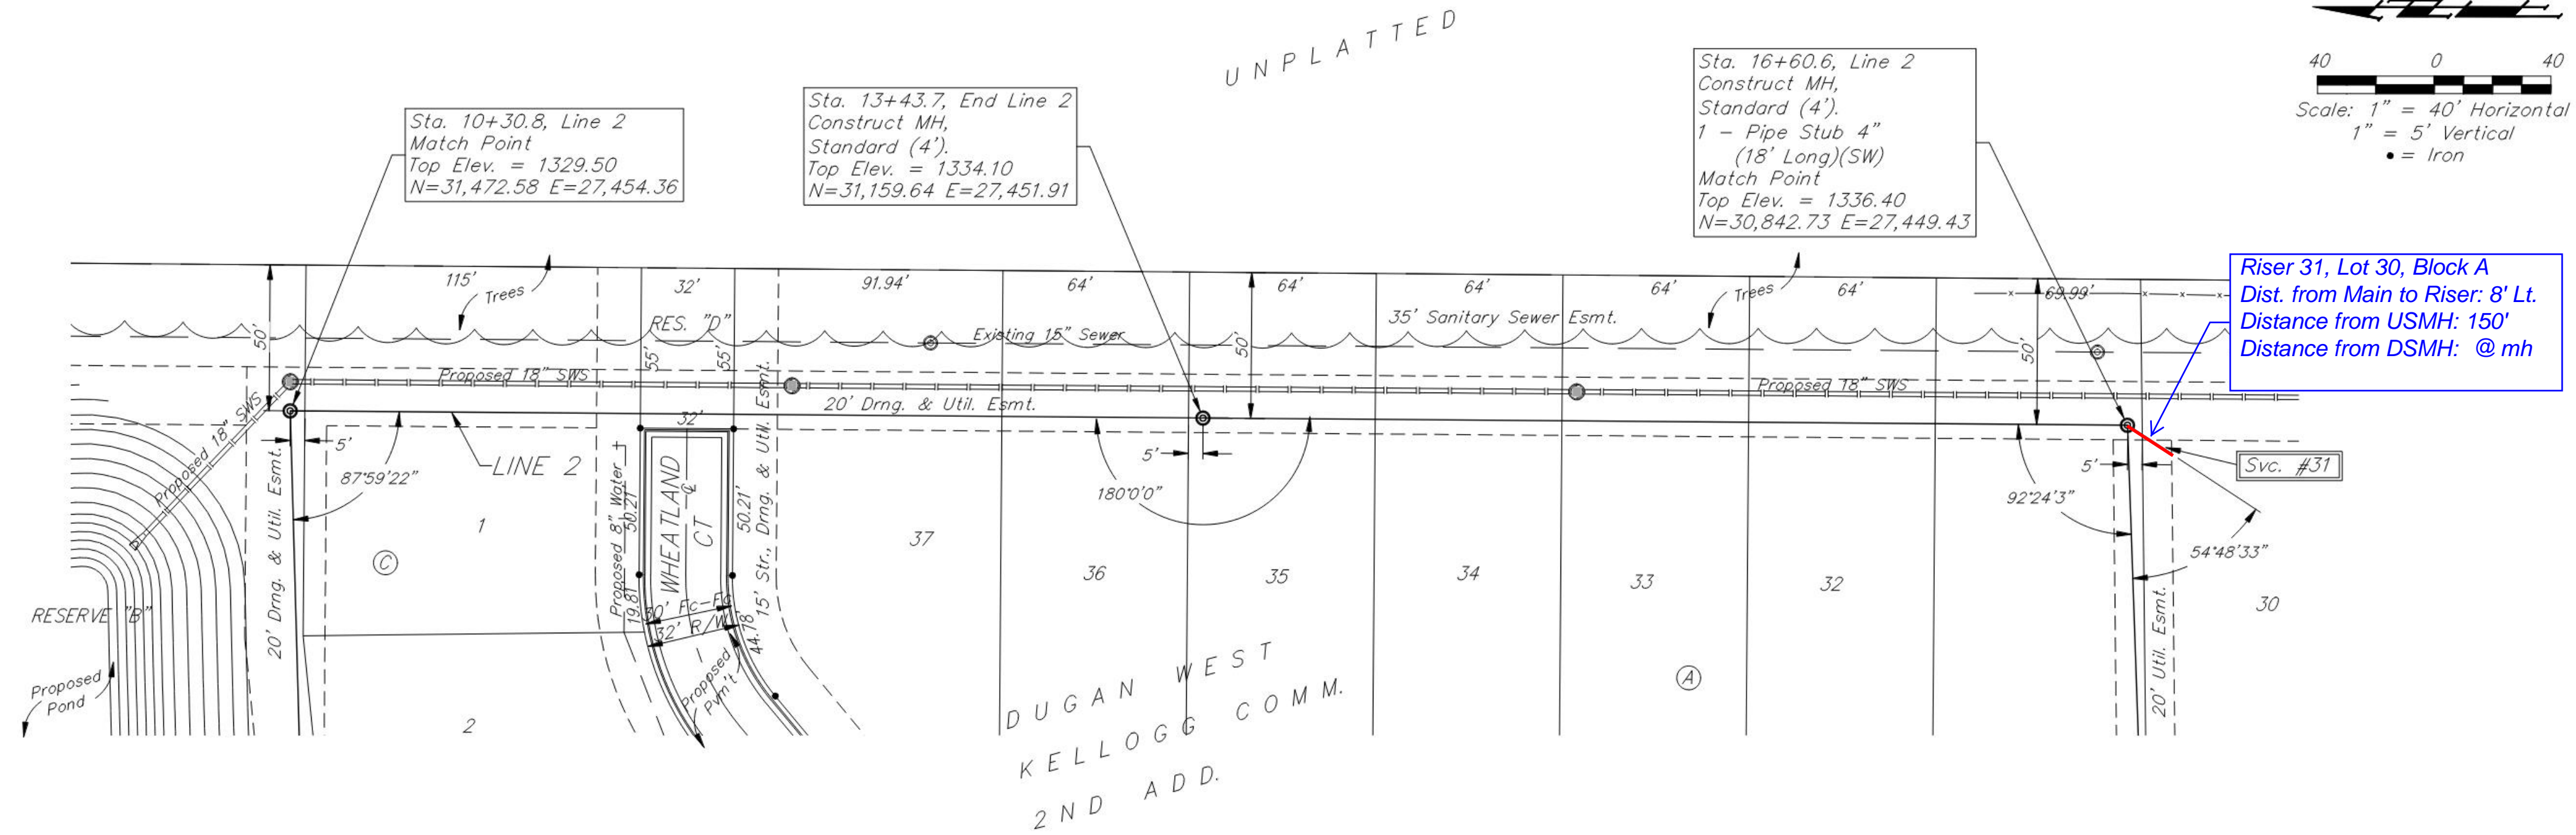 UNPLATTED
40 0 40
Scale: 1" = 40' Horizontal
1" = 5' Vertical
• = Iron
Sta. 10+30.8, Line 2
Match Point
Top Elev. = 1329.50
N=31,472.58 E=27,454.36
Sta. 13+43.7, End Line 2
Construct MH,
Standard (4').
Top Elev. = 1334.10
N=31,159.64 E=27,451.91
Sta. 16+60.6, Line 2
Construct MH,
Standard (4').
1 - Pipe Stub 4"
(18' Long)(SW)
Match Point
Top Elev. = 1336.40
N=30,842.73 E=27,449.43
Riser 31, Lot 30, Block A
Dist. from Main to Riser: 8' Lt.
Distance from USMH: 150'
Distance from DSMH: @ mh
115'
Trees
32'
91.94'
64'
64'
64'
64'
Trees
64'
69.99'
50'
RES. "D"
55'
55'
Existing 15" Sewer
50'
35' Sanitary Sewer Esmt.
50'
Proposed 18" SWS
Proposed 18" SWS
20' Drng. & Util. Esmt.
Proposed 18" SWS
5'
87°59'22"
LINE 2
32'
5'
180°0'0"
5'
92°24'3"
Svc. #31
54°48'33"
20' Drng. & Util. Esmt.
Proposed 8" Water
50.21'
19.81'
WHEATLAND
CT
℄
50.21'
44.78'
15' Str., Drng. & Util. Esmt.
30' Fc-Fc
32' R/W
Proposed
Pvm't
1
C
2
37
36
35
34
33
32
30
A
20' Util. Esmt.
RESERVE "B"
Proposed
Pond
DUGAN WEST
KELLOGG COMM.
2ND ADD.